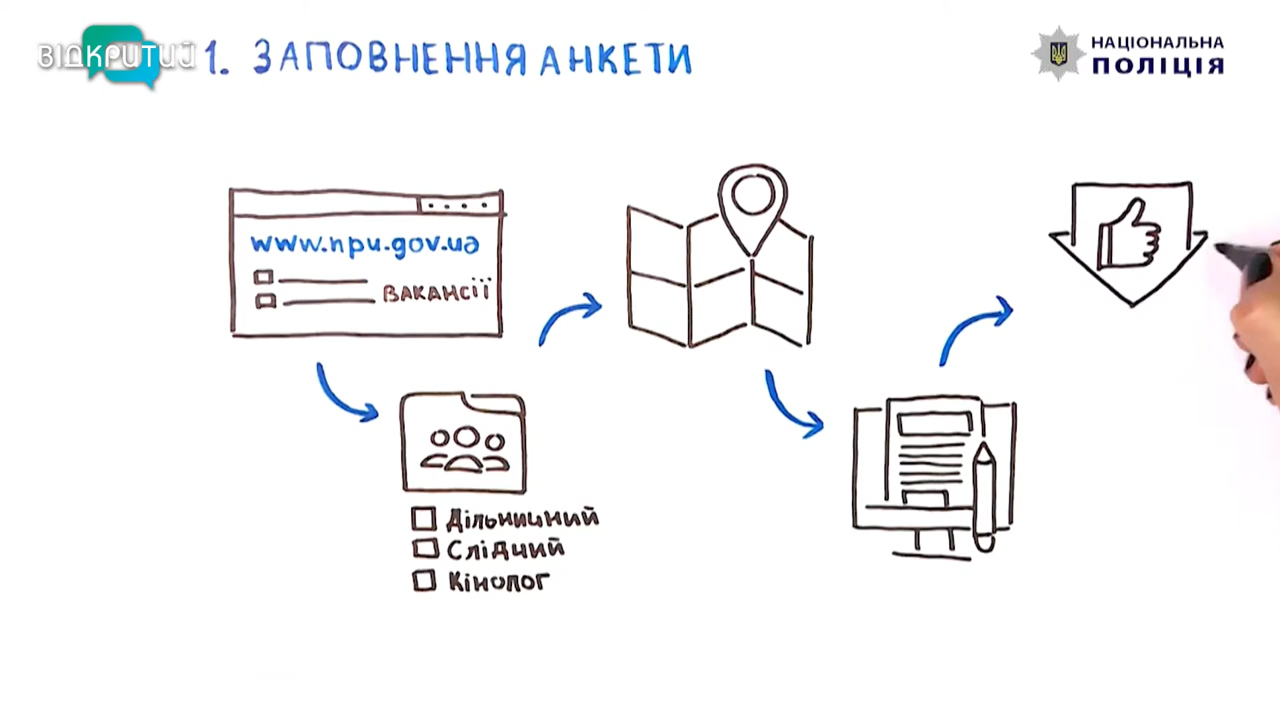 ВІДКРИТИЙ
1. ЗАПОВНЕННЯ АНКЕТИ
НАЦІОНАЛЬНА
ПОЛІЦІЯ
www.npu.gov.ua
ВАКАНСІЇ
Дільничний
Слідчий
Кінолог